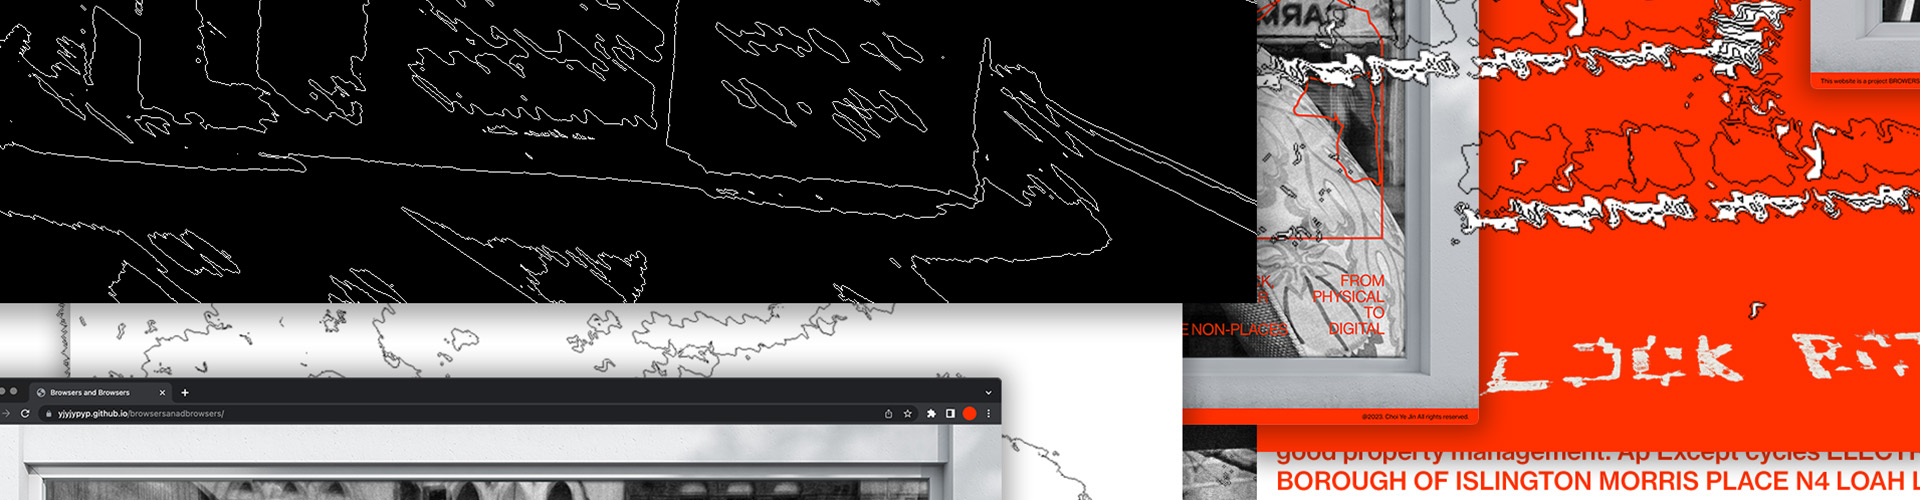 This website is a project BROWSERS
FROM
PHYSICAL
TO
DIGITAL
E NON-PLACES
Browsers and Browsers
yjyjypyp.github.io/browsersanadbrowsers/
@2023. Choi Ye Jin All rights reserved.
good property management. Ap Except cycles ELECT
BOROUGH OF ISLINGTON MORRIS PLACE N4 LOAH L